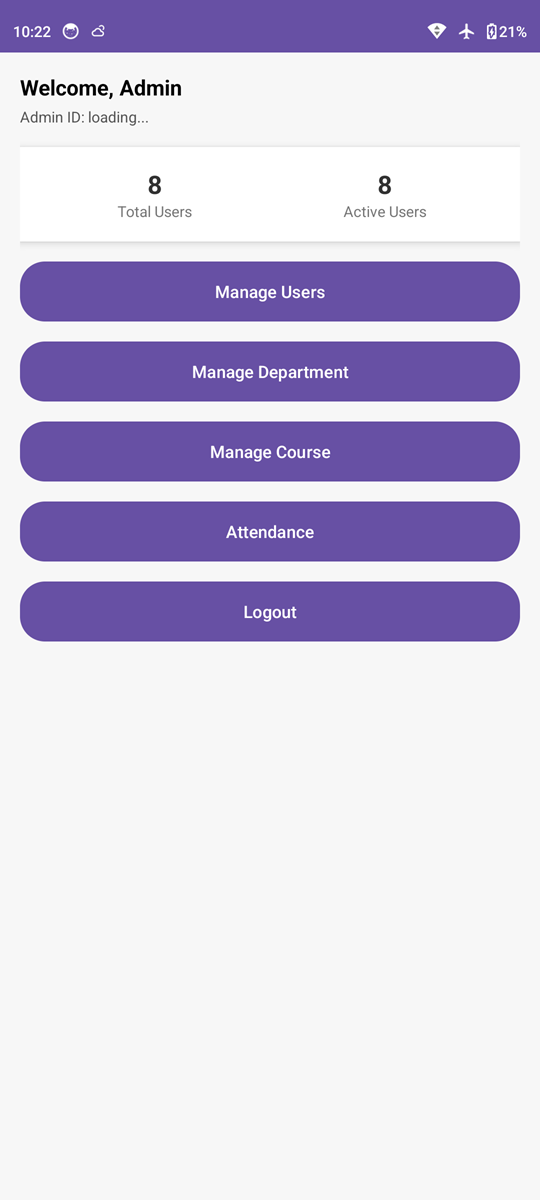 10:22 21%
Welcome, Admin
Admin ID: loading...
8 8
Total Users Active Users
Manage Users
Manage Department
Manage Course
Attendance
Logout